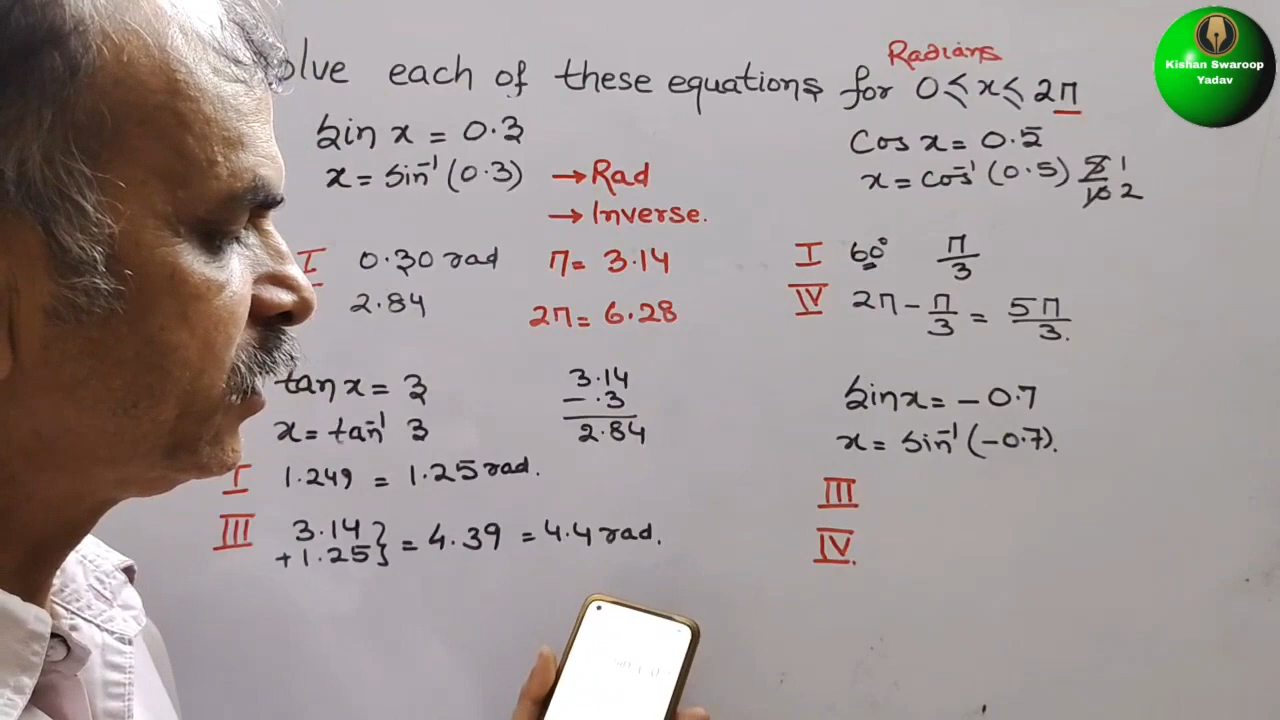 olve each of these equations for 0 ≤ x ≤ 2π
Radians
Sin x = 0.3
x = Sin⁻¹ (0.3) → Rad
→ Inverse.
I 0.30 rad π = 3.14
2.84 2π = 6.28
Cos x = 0.5
x = cos⁻¹ (0.5) 5/10 1/2
I 60° π/3
IV 2π − π/3 = 5π/3.
tan x = 3
x = tan⁻¹ 3
I 1.249 = 1.25 rad.
III 3.14 + 1.25 } = 4.39 = 4.4 rad.
3.14
− .3
2.84
Sin x = − 0.7
x = Sin⁻¹ (−0.7).
III
IV.
Kishan Swaroop
Yadav